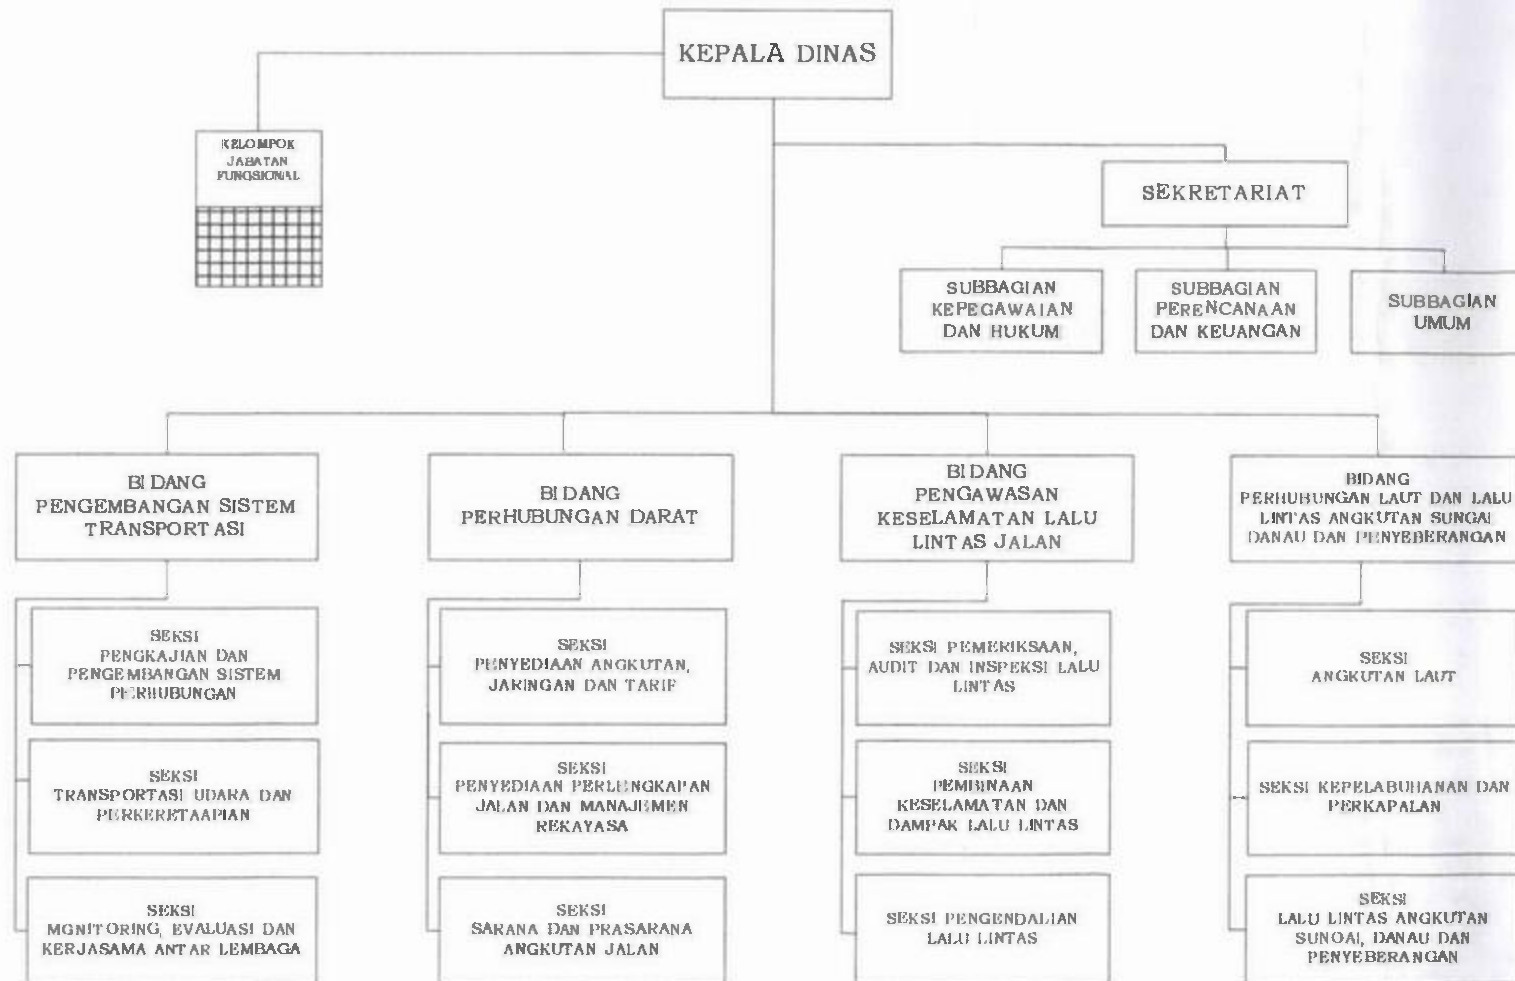 KEPALA DINAS
KELOMPOK
JABATAN
FUNGSIONAL
SEKRETARIAT
SUBBAGIAN
KEPEGAWAIAN
DAN HUKUM
SUBBAGIAN
PERENCANAAN
DAN KEUANGAN
SUBBAGIAN
UMUM
BIDANG
PENGEMBANGAN SISTEM
TRANSPORTASI
BIDANG
PERHUBUNGAN DARAT
BIDANG
PENGAWASAN
KESELAMATAN LALU
LINTAS JALAN
BIDANG
PERHUBUNGAN LAUT DAN LALU
LINTAS ANGKUTAN SUNGAI
DANAU DAN PENYEBERANGAN
SEKSI
PENGKAJIAN DAN
PENGEMBANGAN SISTEM
PERHUBUNGAN
SEKSI
PENYEDIAAN ANGKUTAN,
JARINGAN DAN TARIF
SEKSI PEMERIKSAAN,
AUDIT DAN INSPEKSI LALU
LINTAS
SEKSI
ANGKUTAN LAUT
SEKSI
TRANSPORTASI UDARA DAN
PERKERETAAPIAN
SEKSI
PENYEDIAAN PERLENGKAPAN
JALAN DAN MANAJEMEN
REKAYASA
SEKSI
PEMBINAAN
KESELAMATAN DAN
DAMPAK LALU LINTAS
SEKSI KEPELABUHANAN DAN
PERKAPALAN
SEKSI
MONITORING, EVALUASI DAN
KERJASAMA ANTAR LEMBAGA
SEKSI
SARANA DAN PRASARANA
ANGKUTAN JALAN
SEKSI PENGENDALIAN
LALU LINTAS
SEKSI
LALU LINTAS ANGKUTAN
SUNGAI, DANAU DAN
PENYEBERANGAN